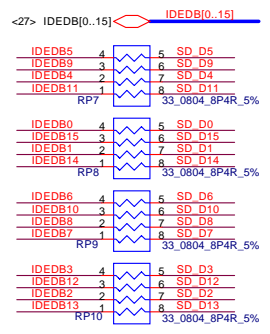 <27> IDEDB[0..15] IDEDB[0..15]
IDEDB5 4 5 SD_D5
IDEDB9 3 6 SD_D9
IDEDB4 2 7 SD_D4
IDEDB11 1 8 SD_D11
RP7 33_0804_8P4R_5%
IDEDB0 4 5 SD_D0
IDEDB15 3 6 SD_D15
IDEDB1 2 7 SD_D1
IDEDB14 1 8 SD_D14
RP8 33_0804_8P4R_5%
IDEDB6 4 5 SD_D6
IDEDB10 3 6 SD_D10
IDEDB8 2 7 SD_D8
IDEDB7 1 8 SD_D7
RP9 33_0804_8P4R_5%
IDEDB3 4 5 SD_D3
IDEDB12 3 6 SD_D12
IDEDB2 2 7 SD_D2
IDEDB13 1 8 SD_D13
RP10 33_0804_8P4R_5%